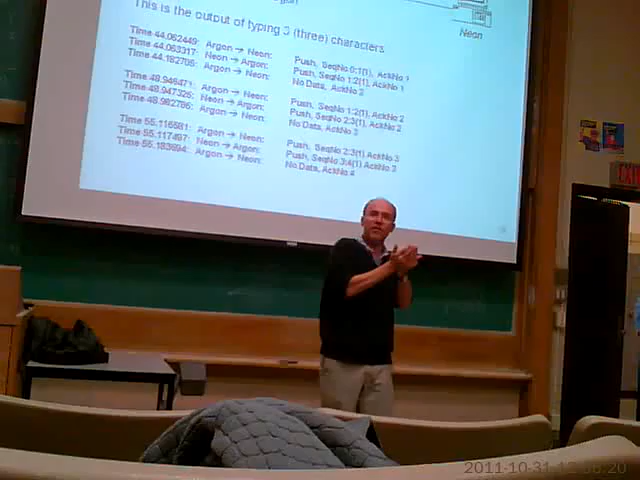 Neon
This is the output of typing 3 (three) characters
Time 44.062449: Argon → Neon: Push, SeqNo 0:1(1), AckNo 1
Time 44.063317: Neon → Argon: Push, SeqNo 1:2(1), AckNo 1
Time 44.182705: Argon → Neon: No Data, AckNo 2
Time 48.946471: Argon → Neon: Push, SeqNo 1:2(1), AckNo 2
Time 48.947326: Neon → Argon: Push, SeqNo 2:3(1), AckNo 2
Time 48.982786: Argon → Neon: No Data, AckNo 3
Time 55.116581: Argon → Neon: Push, SeqNo 2:3(1) AckNo 3
Time 55.117497: Neon → Argon: Push, SeqNo 3:4(1) AckNo 3
Time 55.183694: Argon → Neon: No Data, AckNo 4